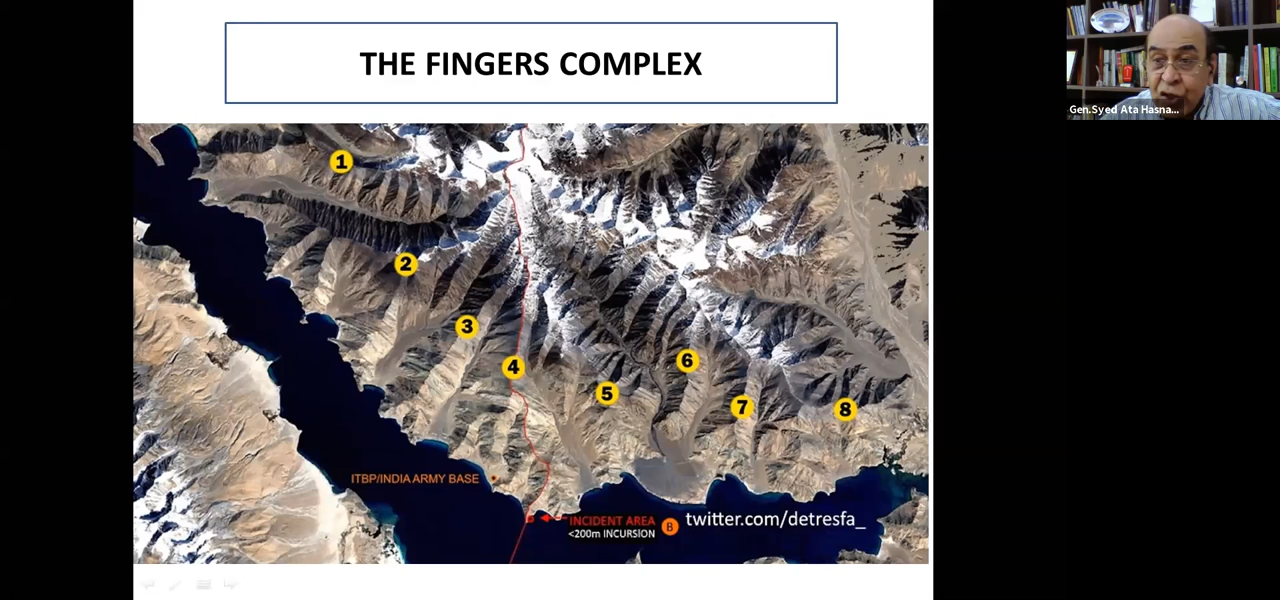 THE FINGERS COMPLEX
Gen.Syed Ata Hasna...
1
2
3
4
5
6
7
8
ITBP/INDIA ARMY BASE
INCIDENT AREA
<200m INCURSION
B
twitter.com/detresfa_